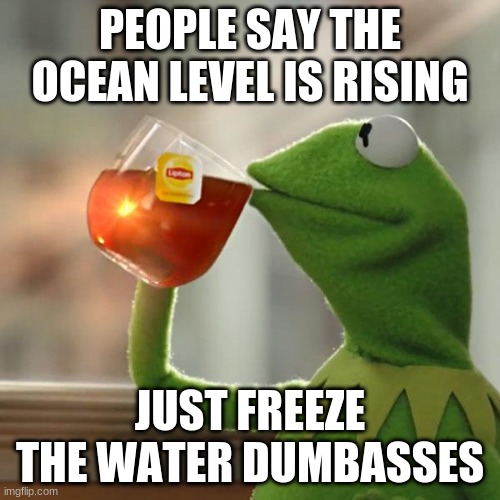 PEOPLE SAY THE
OCEAN LEVEL IS RISING
Lipton
JUST FREEZE
THE WATER DUMBASSES
imgflip.com